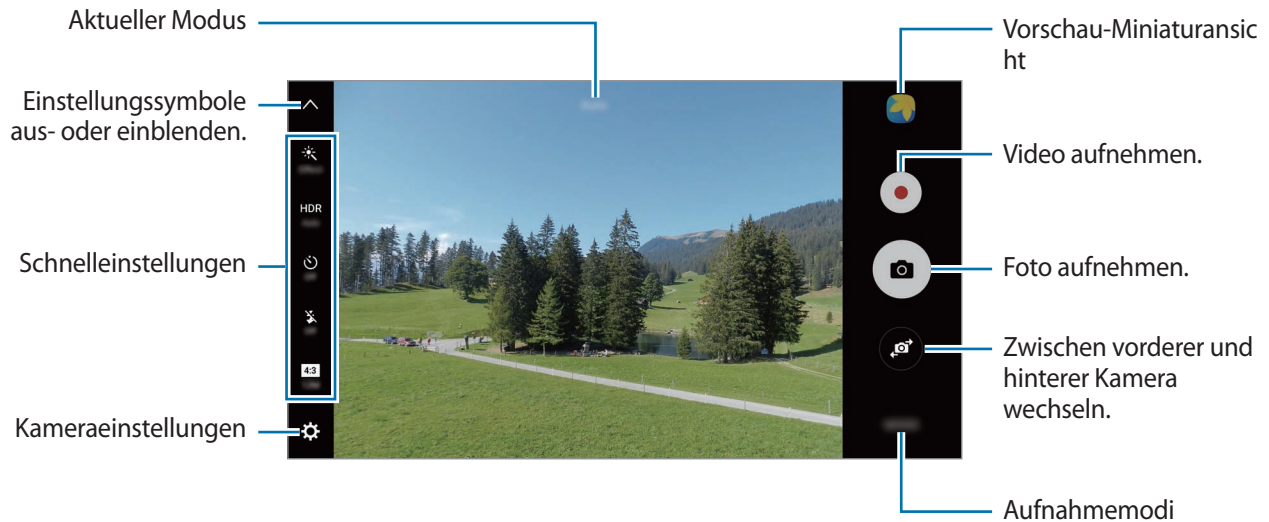 Aktueller Modus
Einstellungssymbole
aus- oder einblenden.
Schnelleinstellungen
Kameraeinstellungen
HDR
4:3
Vorschau-Miniaturansic
ht
Video aufnehmen.
Foto aufnehmen.
Zwischen vorderer und
hinterer Kamera
wechseln.
Aufnahmemodi